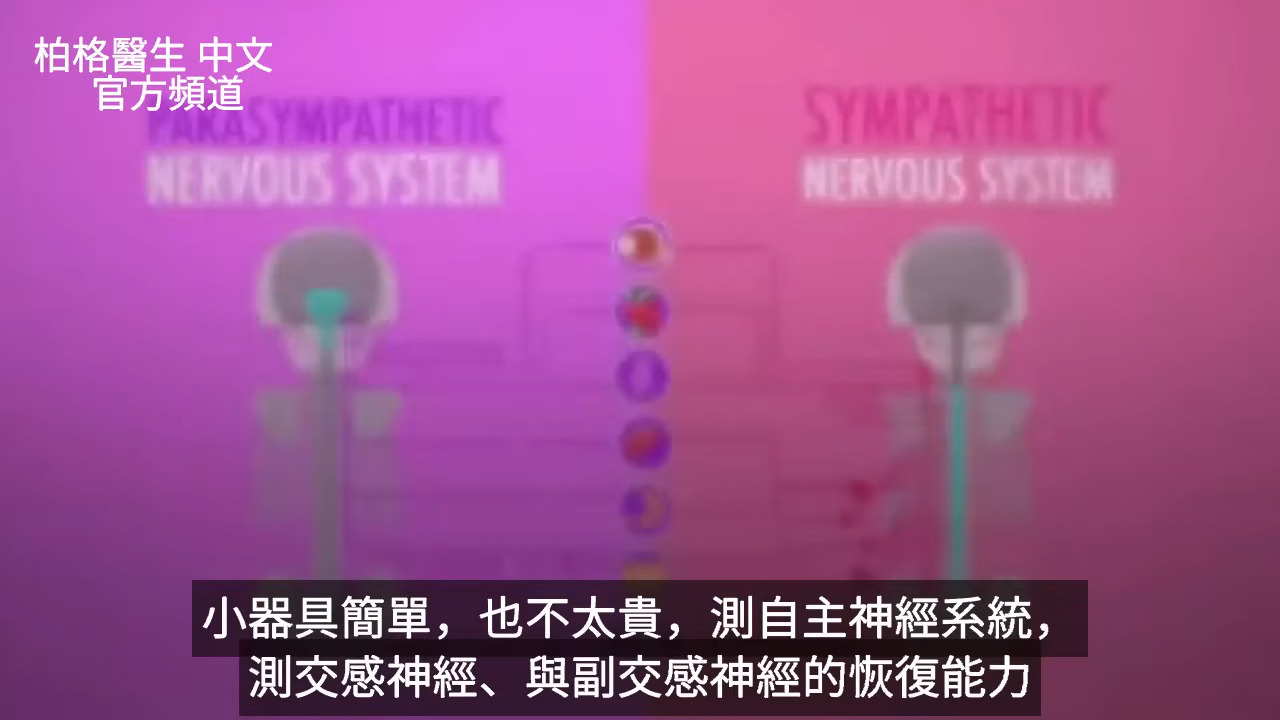 柏格醫生 中文
官方頻道
PARASYMPATHETIC
NERVOUS SYSTEM
SYMPATHETIC
NERVOUS SYSTEM
小器具簡單，也不太貴，測自主神經系統，
測交感神經、與副交感神經的恢復能力